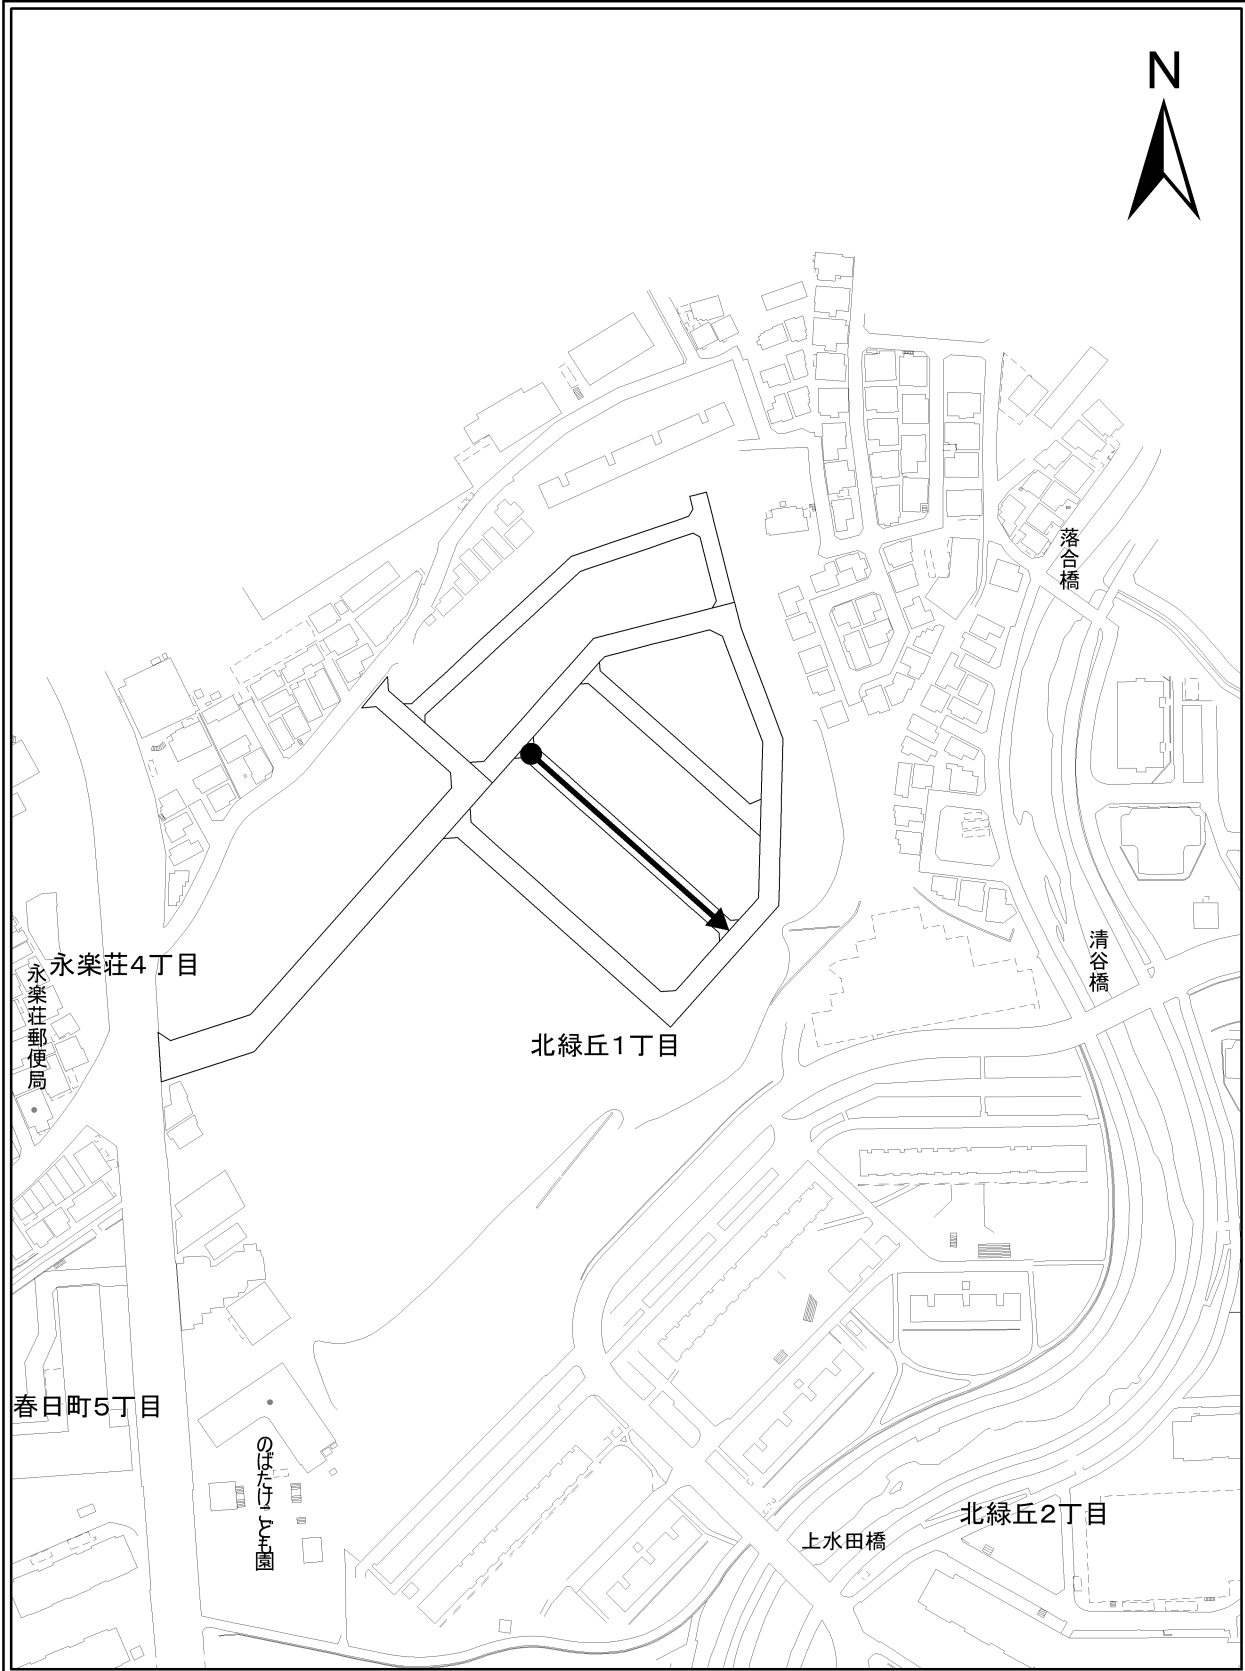 N
落合橋
清谷橋
永楽荘4丁目
永楽荘郵便局
北緑丘1丁目
春日町5丁目
のばたけこども園
北緑丘2丁目
上水田橋